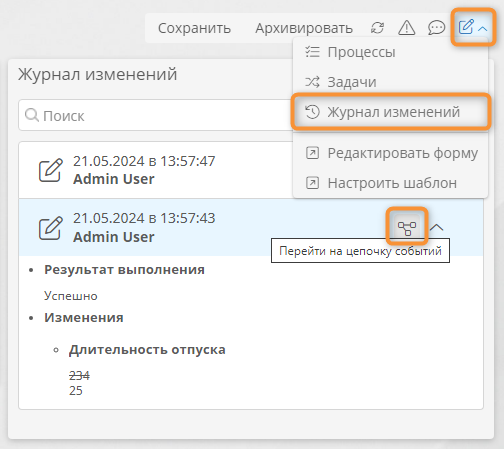 Сохранить Архивировать
Процессы
Задачи
Журнал изменений
Редактировать форму
Настроить шаблон
Журнал изменений
Поиск
21.05.2024 в 13:57:47
Admin User
21.05.2024 в 13:57:43
Admin User
Перейти на цепочку событий
• Результат выполнения
Успешно
• Изменения
◦ Длительность отпуска
234
25